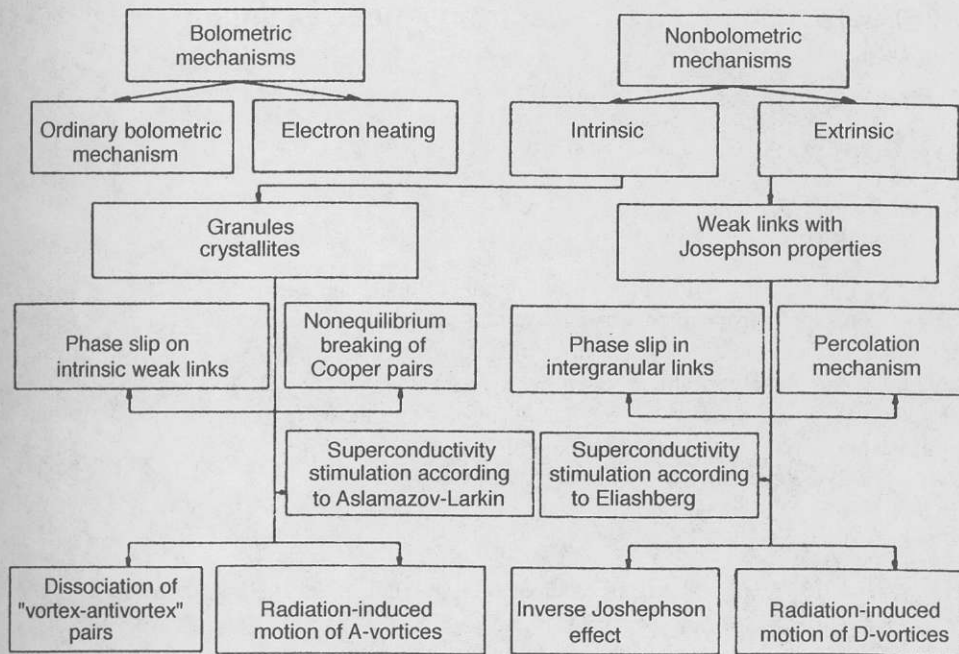 Bolometric
mechanisms
Nonbolometric
mechanisms
Ordinary bolometric
mechanism
Electron heating
Intrinsic
Extrinsic
Granules
crystallites
Weak links with
Josephson properties
Phase slip on
intrinsic weak links
Nonequilibrium
breaking of
Cooper pairs
Phase slip in
intergranular links
Percolation
mechanism
Superconductivity
stimulation according
to Aslamazov-Larkin
Superconductivity
stimulation according
to Eliashberg
Dissociation of
"vortex-antivortex"
pairs
Radiation-induced
motion of A-vortices
Inverse Joshephson
effect
Radiation-induced
motion of D-vortices